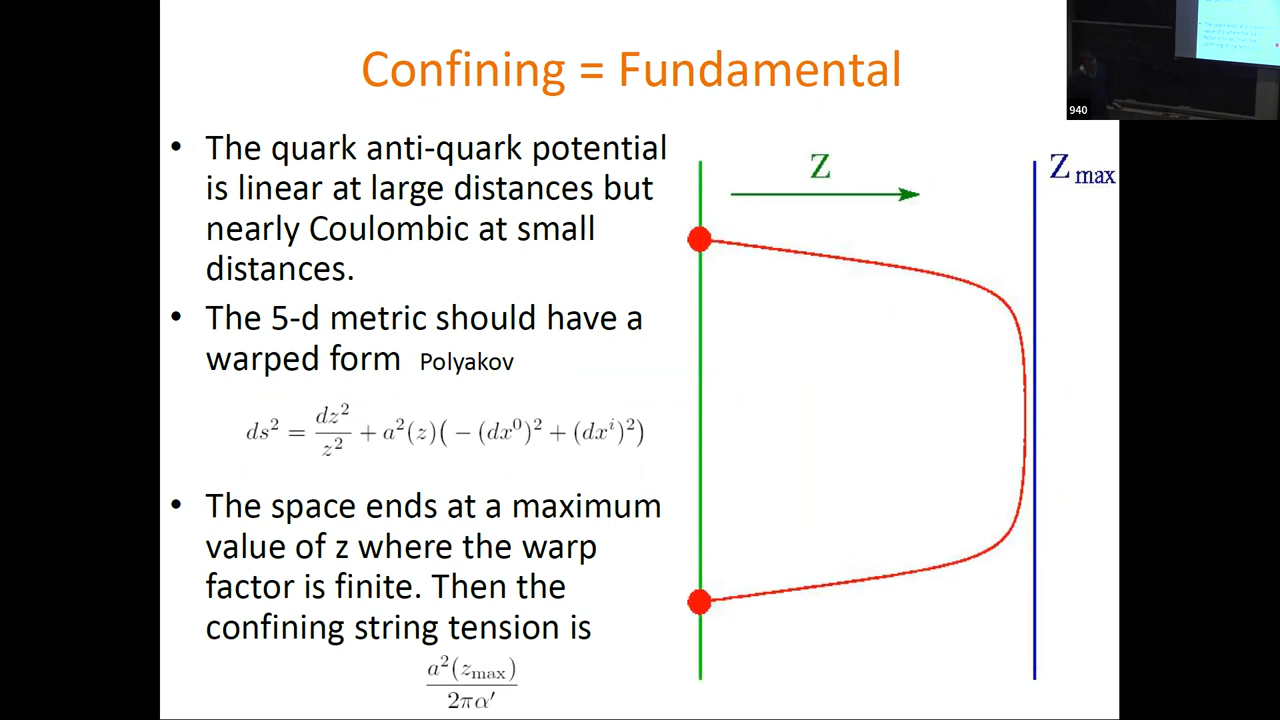 Confining = Fundamental
• The quark anti-quark potential
is linear at large distances but
nearly Coulombic at small
distances.
• The 5-d metric should have a
warped form Polyakov
ds² = dz²/z² + a²(z)( − (dx⁰)² + (dxⁱ)²)
• The space ends at a maximum
value of z where the warp
factor is finite. Then the
confining string tension is
a²(z_max)/2πα′
Z
Z max
940